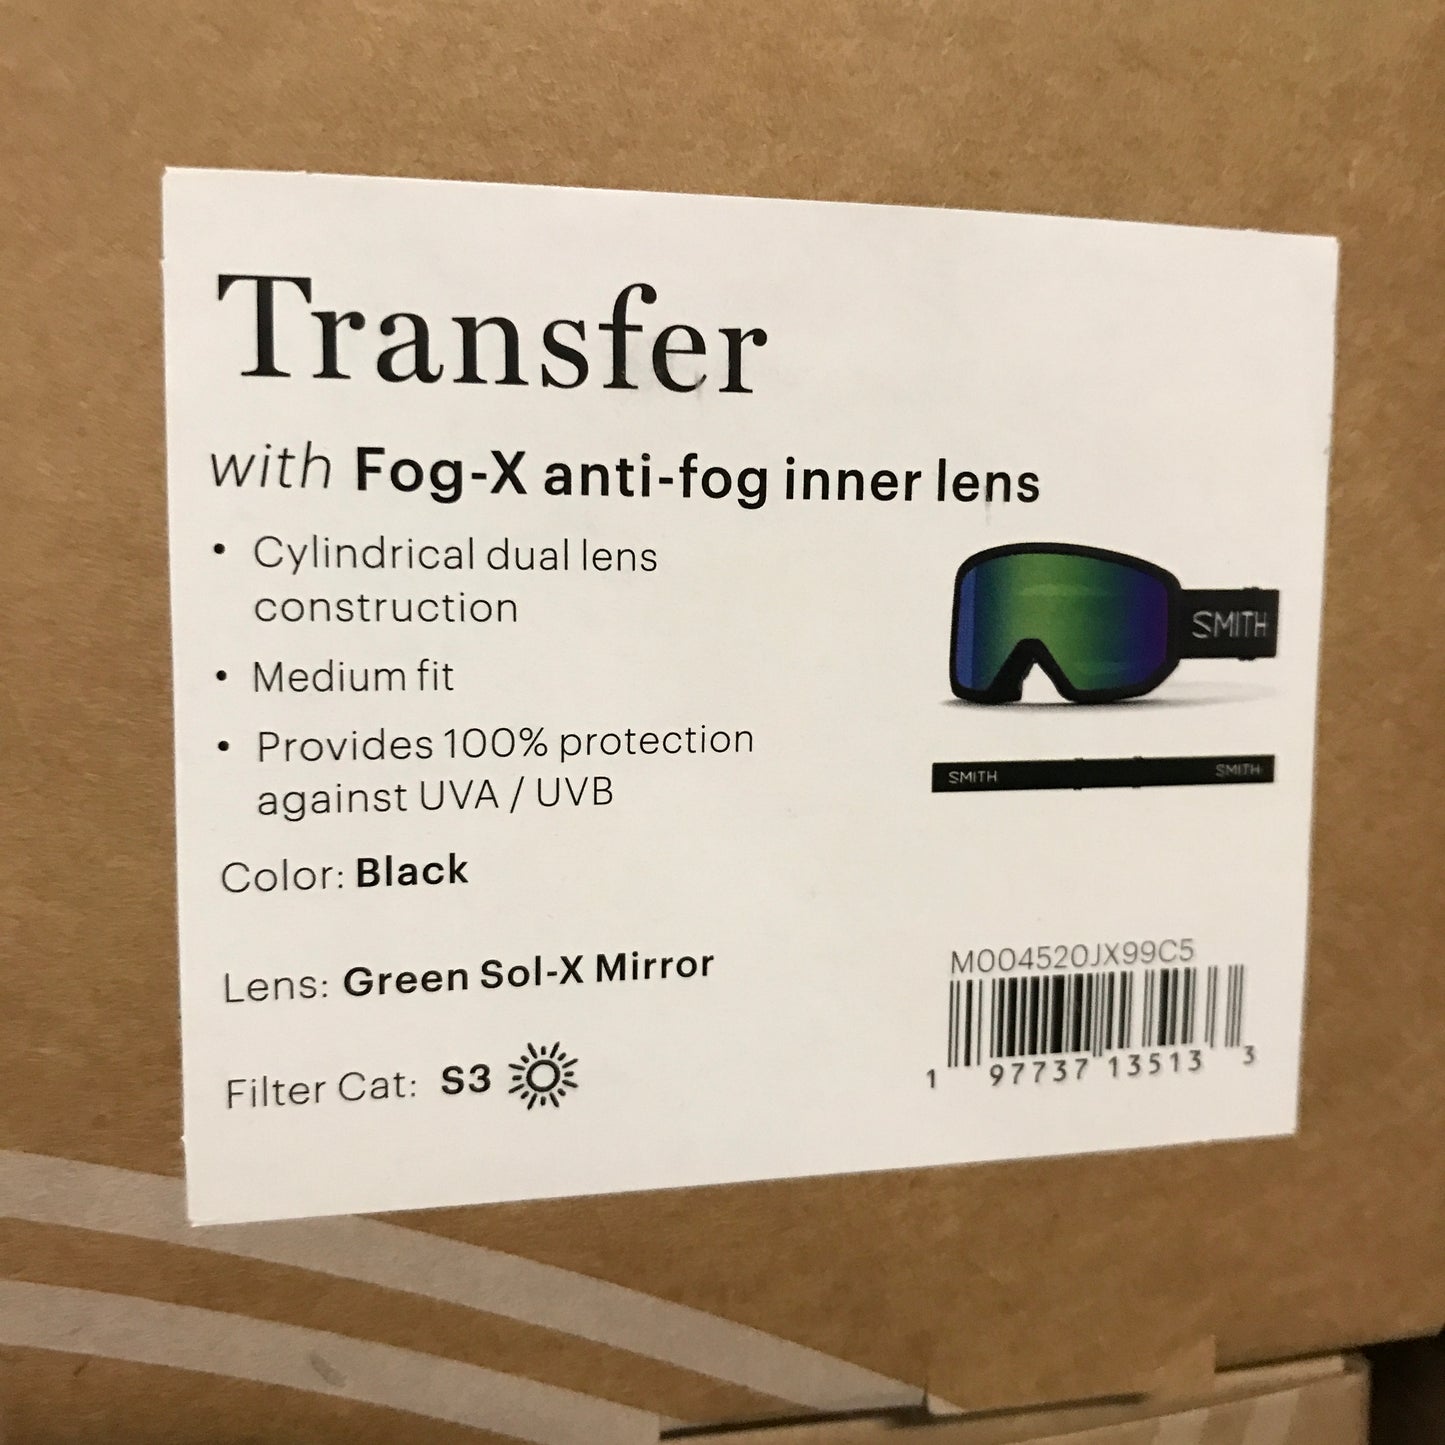 Transfer
with Fog-X anti-fog inner lens
• Cylindrical dual lens
construction
• Medium fit
• Provides 100% protection
against UVA / UVB
Color: Black
Lens: Green Sol-X Mirror
Filter Cat: S3
SMITH
SMITH SMITH
M004520JX99C5
1 97737 13513 3